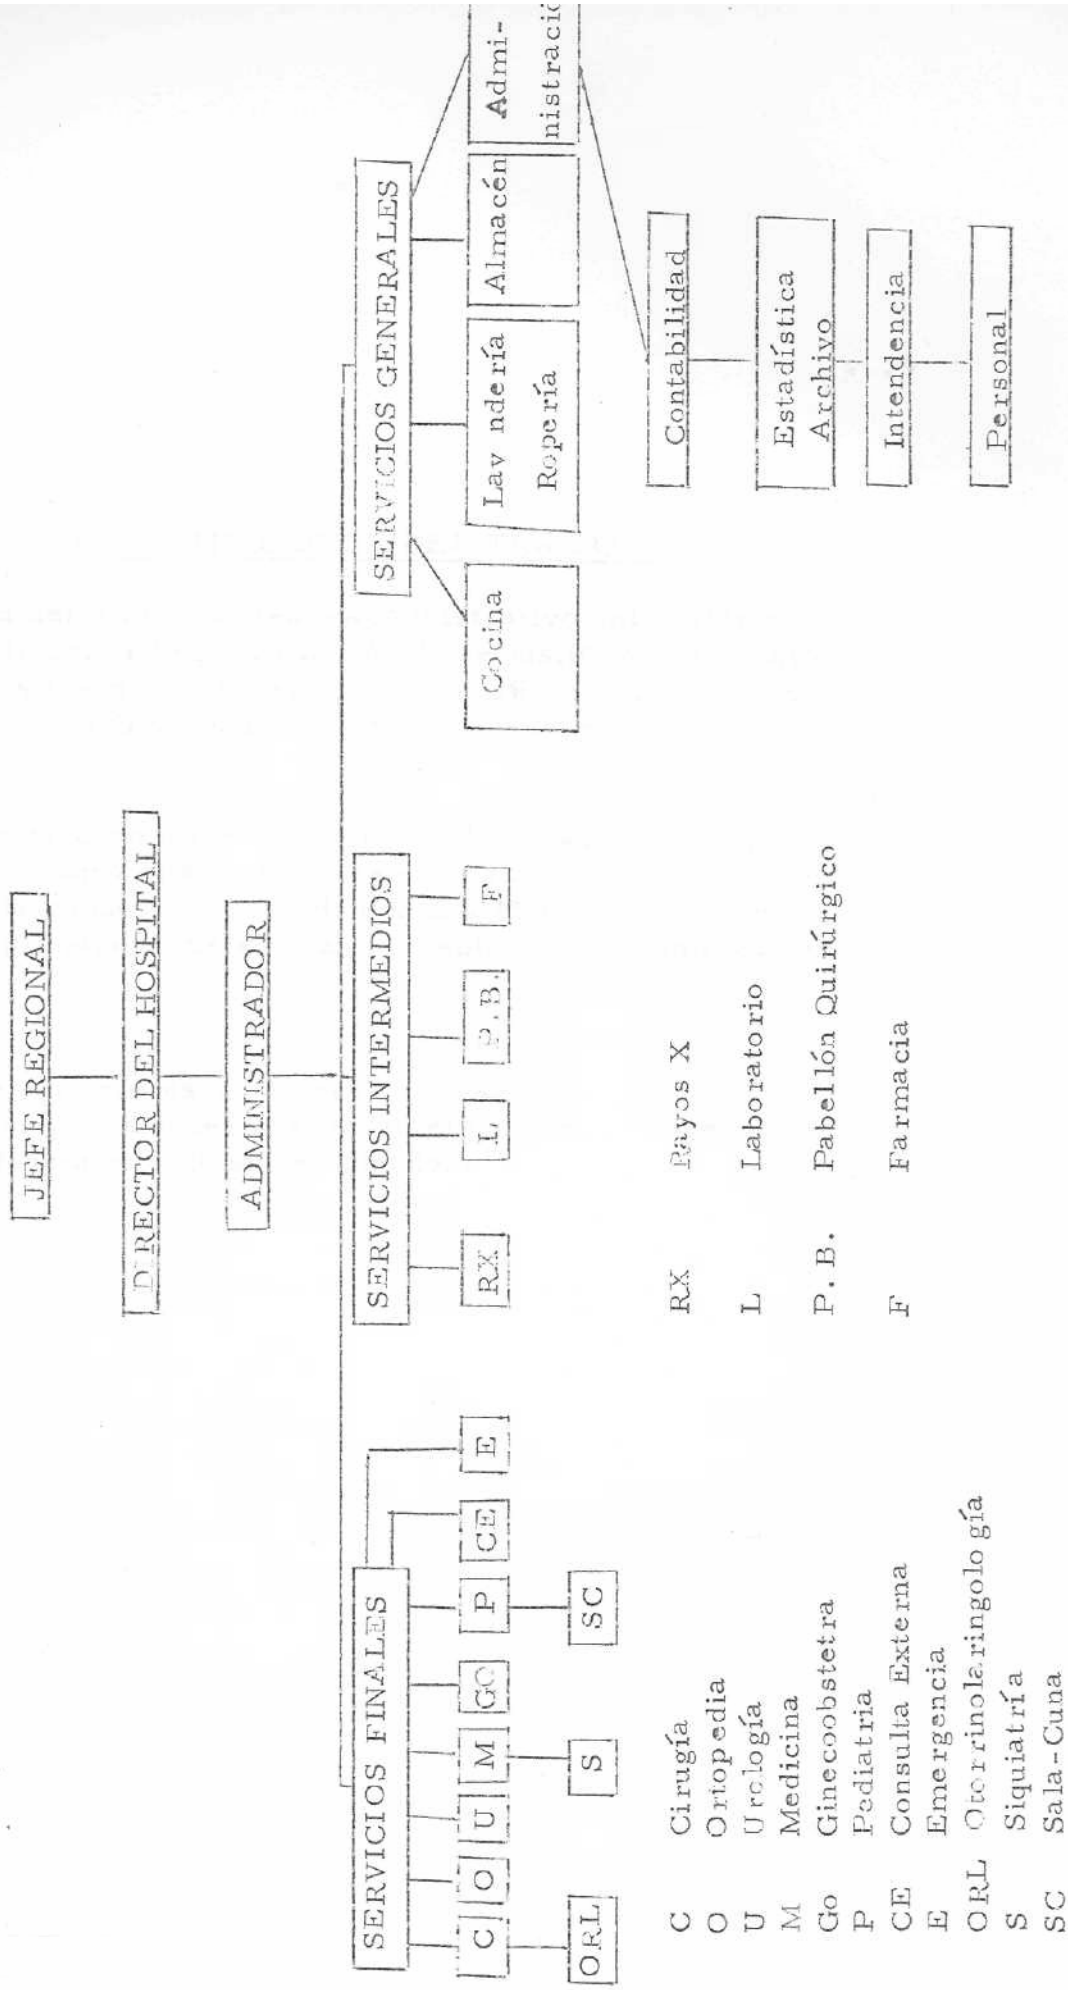 JEFE REGIONAL
DIRECTOR DEL HOSPITAL
ADMINISTRADOR
SERVICIOS FINALES
SERVICIOS INTERMEDIOS
SERVICIOS GENERALES
C
O
U
M
GO
P
CE
E
ORL
S
SC
RX
L
P.B.
F
Cocina
Lav ndería
Ropería
Almacén
Admi-
nistració
Contabilidad
Estadística
Archivo
Intendencia
Personal
C Cirugía
O Ortopedia
U Urología
M Medicina
Go Ginecoobstetra
P Pediatria
CE Consulta Externa
E Emergencia
ORL Otorrinolaringología
S Siquiatría
SC Sala-Cuna
RX Rayos X
L Laboratorio
P. B. Pabellón Quirúrgico
F Farmacia